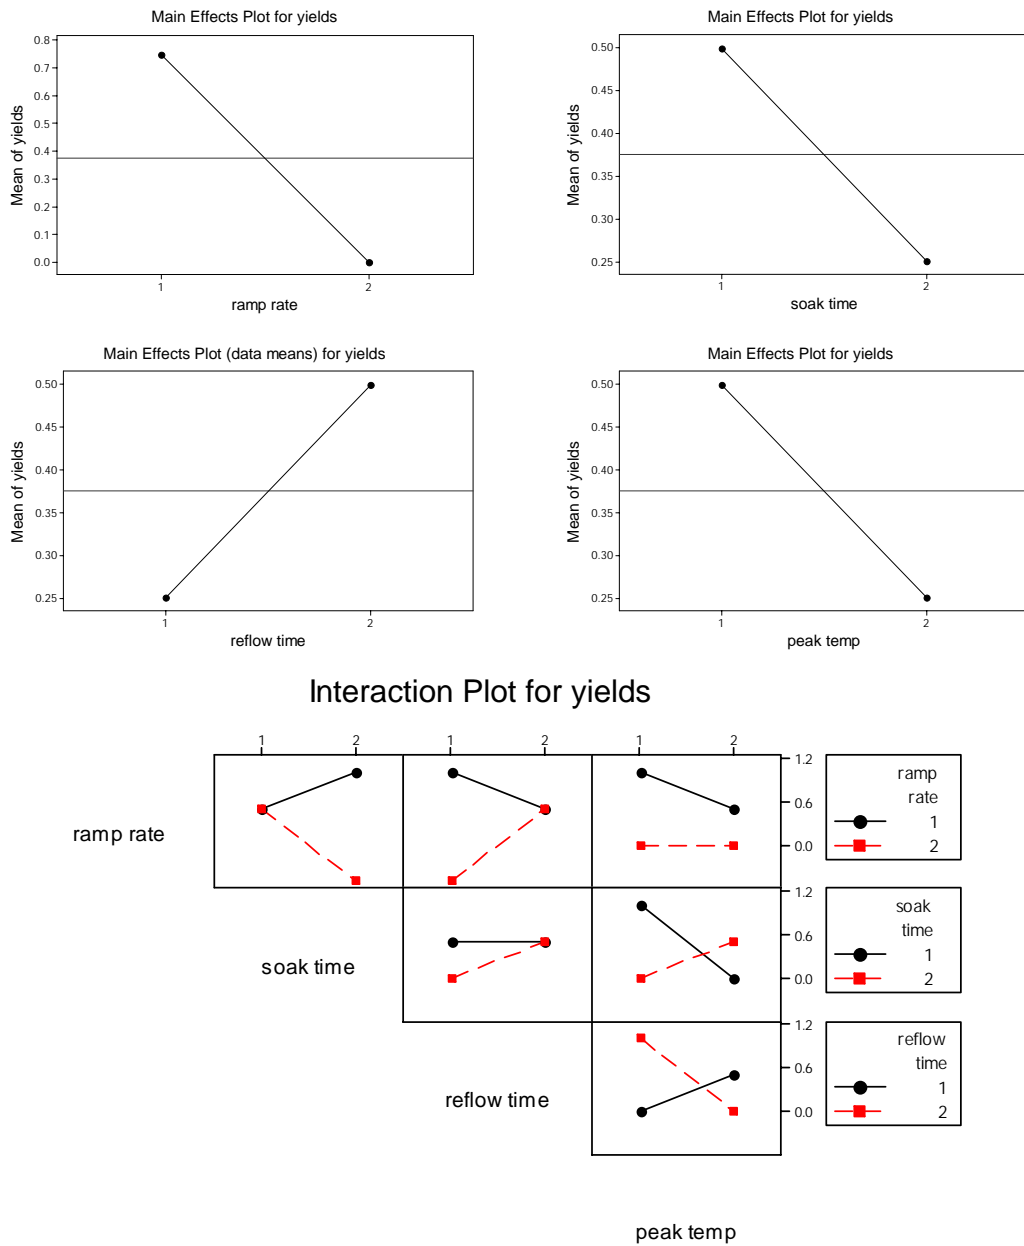 Main Effects Plot for yields
Mean of yields
0.8
0.7
0.6
0.5
0.4
0.3
0.2
0.1
0.0
1 2
ramp rate
Main Effects Plot for yields
Mean of yields
0.50
0.45
0.40
0.35
0.30
0.25
1 2
soak time
Main Effects Plot (data means) for yields
Mean of yields
0.50
0.45
0.40
0.35
0.30
0.25
1 2
reflow time
Main Effects Plot for yields
Mean of yields
0.50
0.45
0.40
0.35
0.30
0.25
1 2
peak temp
Interaction Plot for yields
1 2 1 2 1 2
ramp rate
1.2
0.6
0.0
ramp
rate
1
2
soak time
1.2
0.6
0.0
soak
time
1
2
reflow time
1.2
0.6
0.0
reflow
time
1
2
peak temp